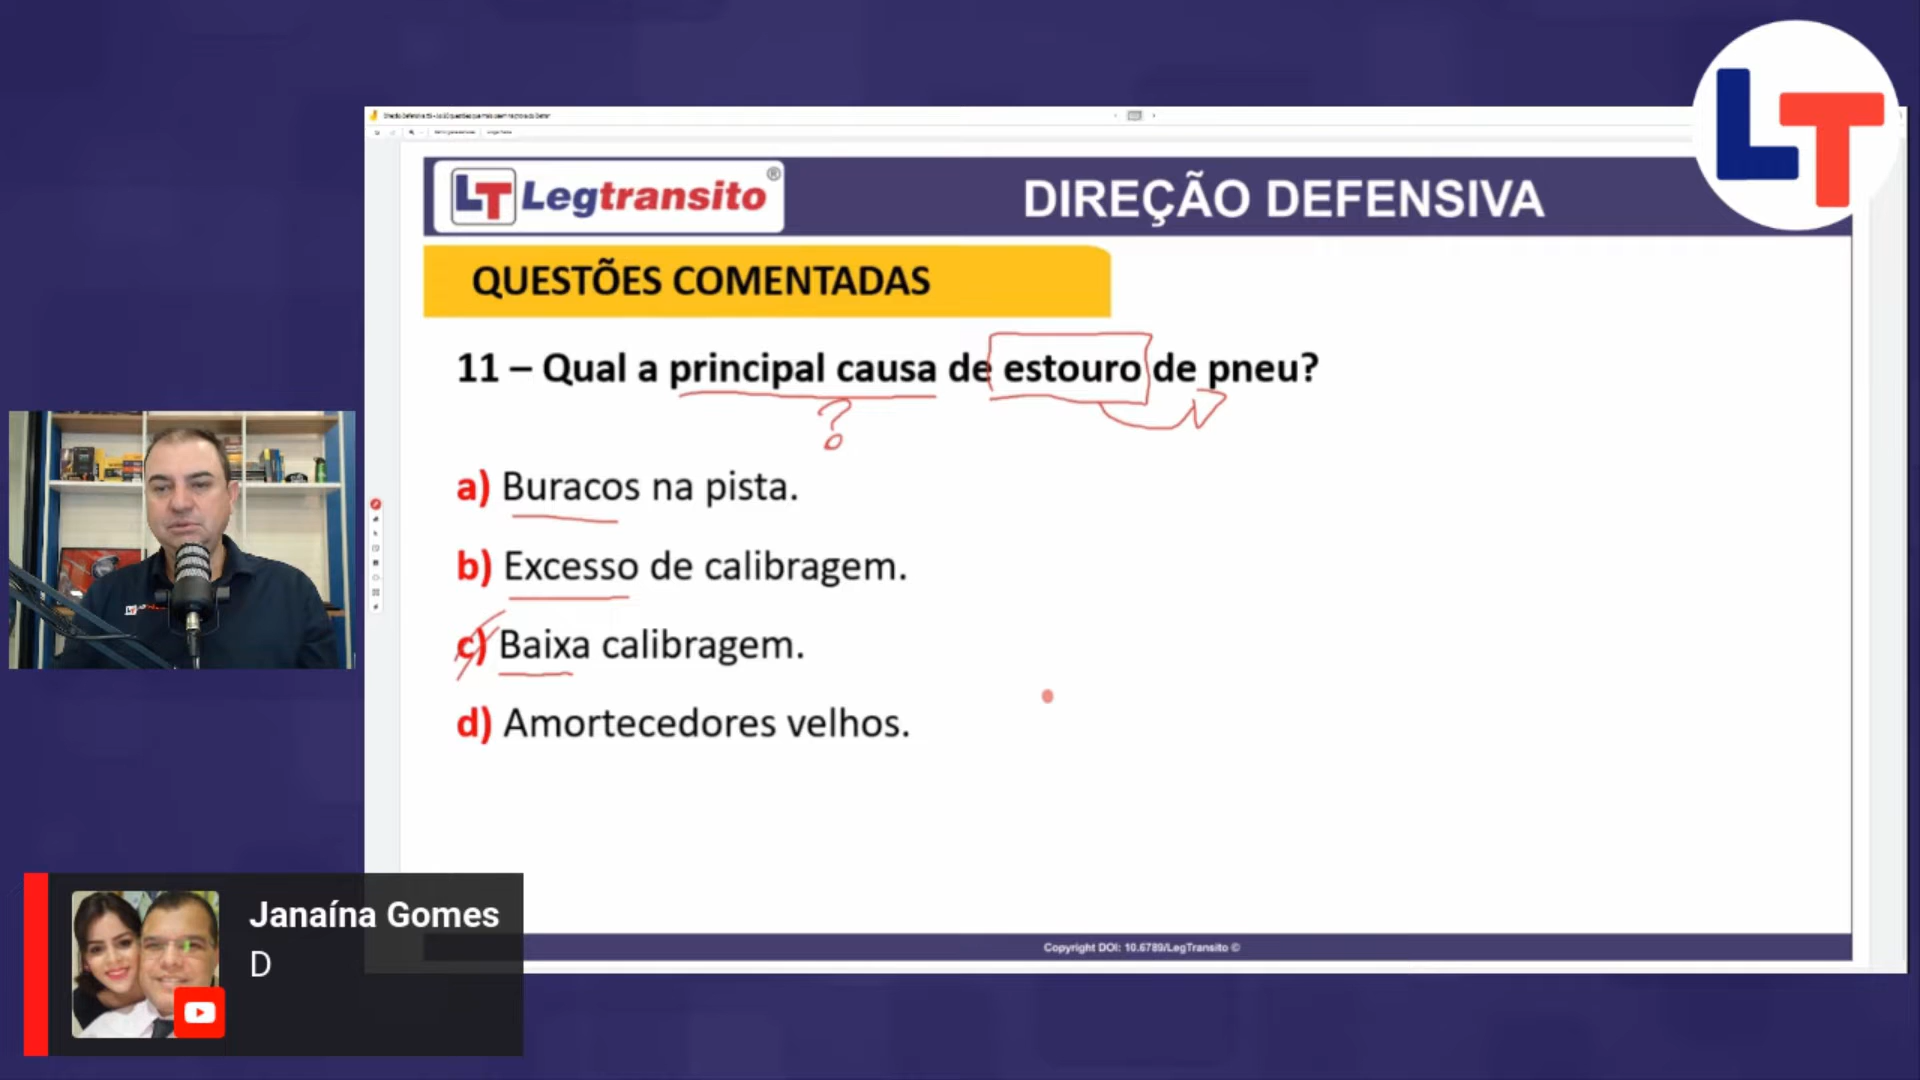 LT
LT Legtransito®
DIREÇÃO DEFENSIVA
QUESTÕES COMENTADAS
11 – Qual a principal causa de estouro de pneu?
?
a) Buracos na pista.
b) Excesso de calibragem.
c) Baixa calibragem.
d) Amortecedores velhos.
Janaína Gomes
D
Copyright DOI: 10.6789/LegTransito ©